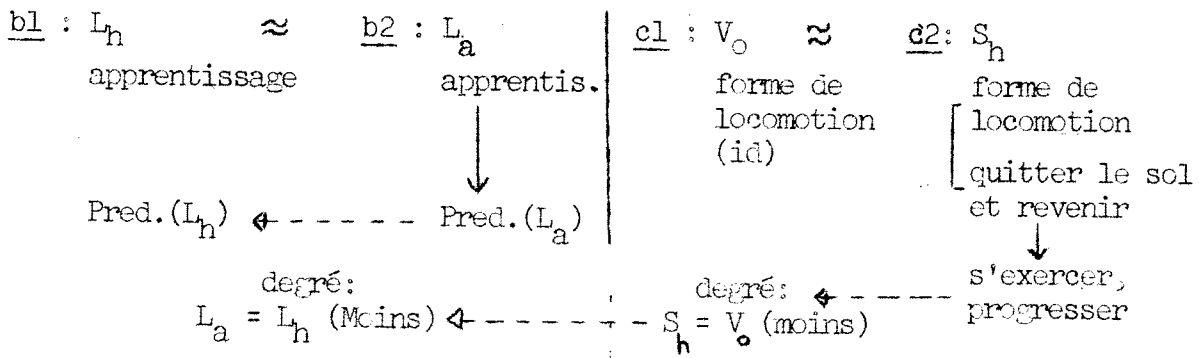 b1 : L_h ≈ b2 : L_a
apprentissage apprentis.
Pred.(L_h) Pred.(L_a)
degré:
L_a = L_h (Moins)
c1 : V_o ≈ c2: S_h
forme de forme de
locomotion locomotion
(id)
quitter le sol
et revenir
s'exercer,
progresser
degré:
S_h = V_o (moins)